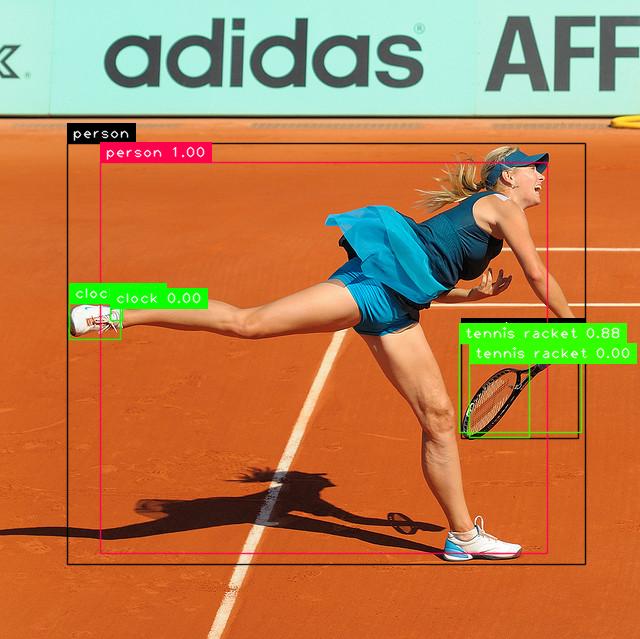 adidas®
AFF
person
person 1.00
cloc
clock 0.00
tennis racket 0.88
tennis racket 0.00